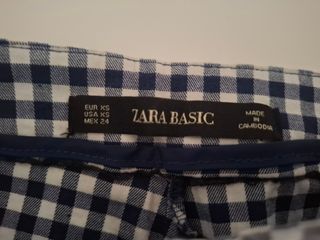 EUR XS
USA XS
MEX 24
ZARA BASIC
MADE
IN
CAMBODIA